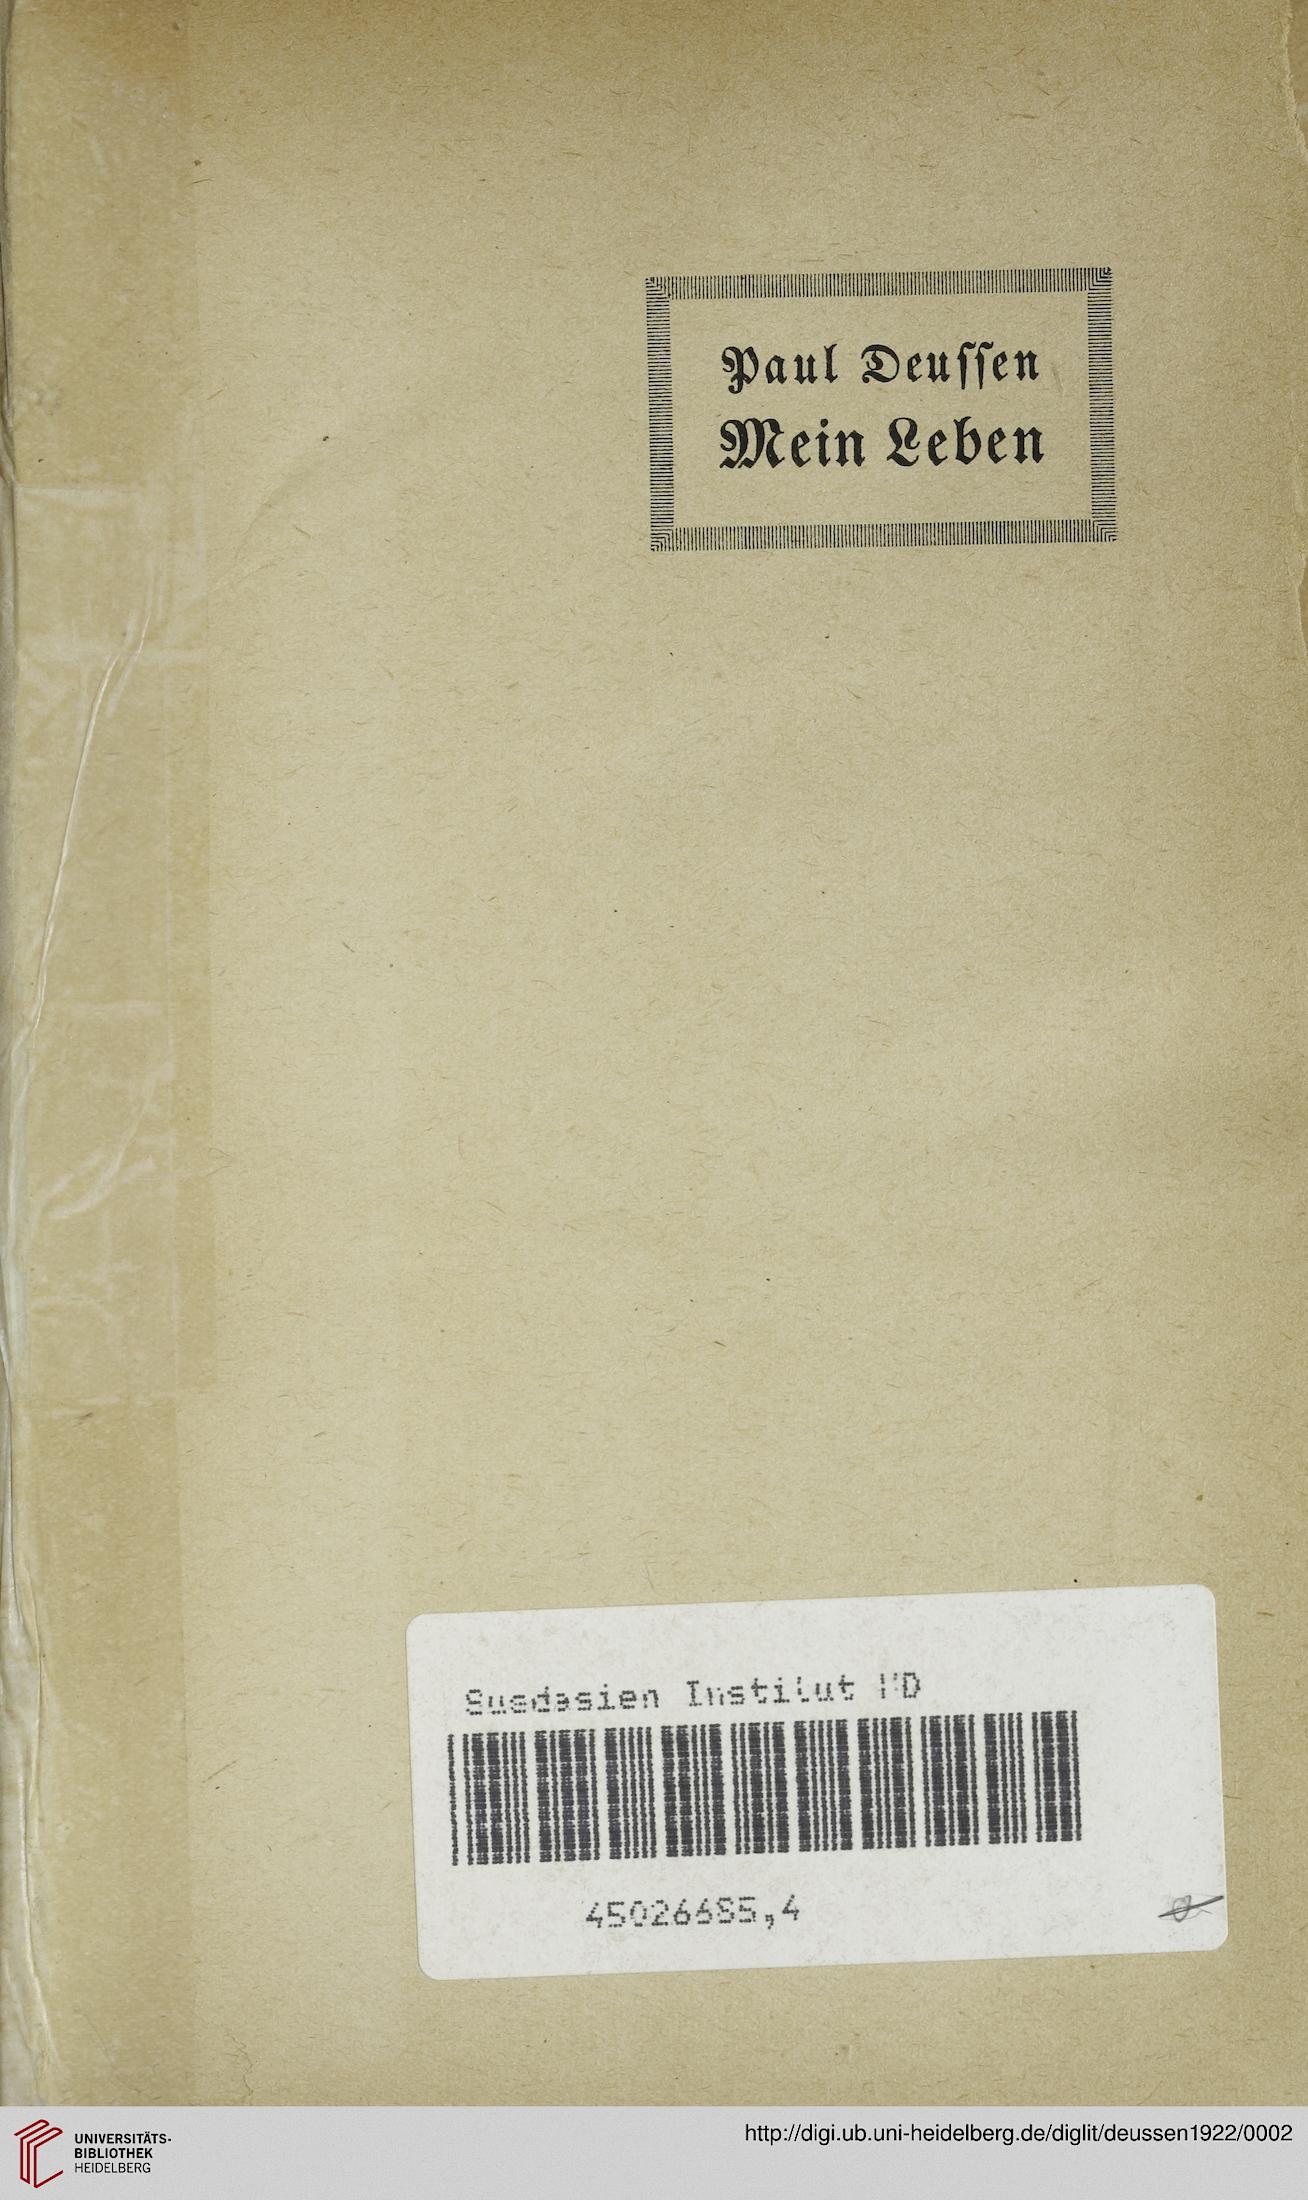 Paul Deuſſen
Mein Leben
Suedasien Institut HD
45026685,4
UNIVERSITÄTS-
BIBLIOTHEK
HEIDELBERG
http://digi.ub.uni-heidelberg.de/diglit/deussen1922/0002